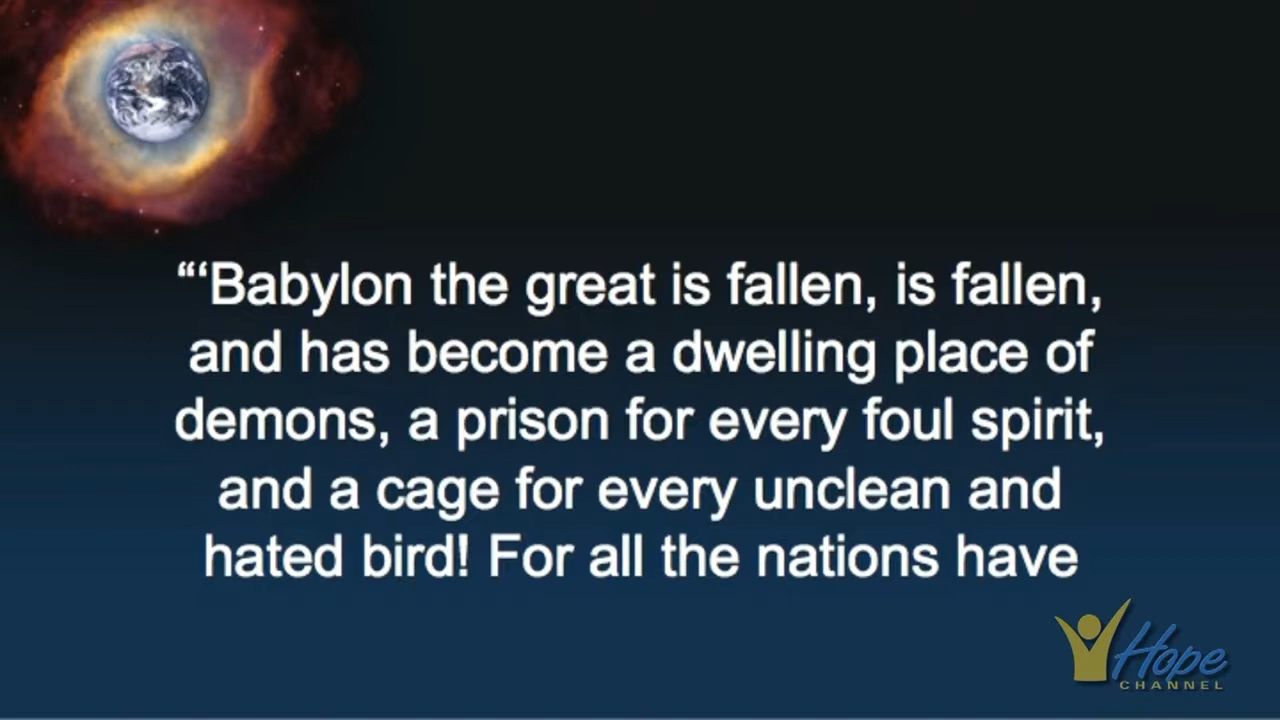 “‘Babylon the great is fallen, is fallen,
and has become a dwelling place of
demons, a prison for every foul spirit,
and a cage for every unclean and
hated bird! For all the nations have
Hope
CHANNEL